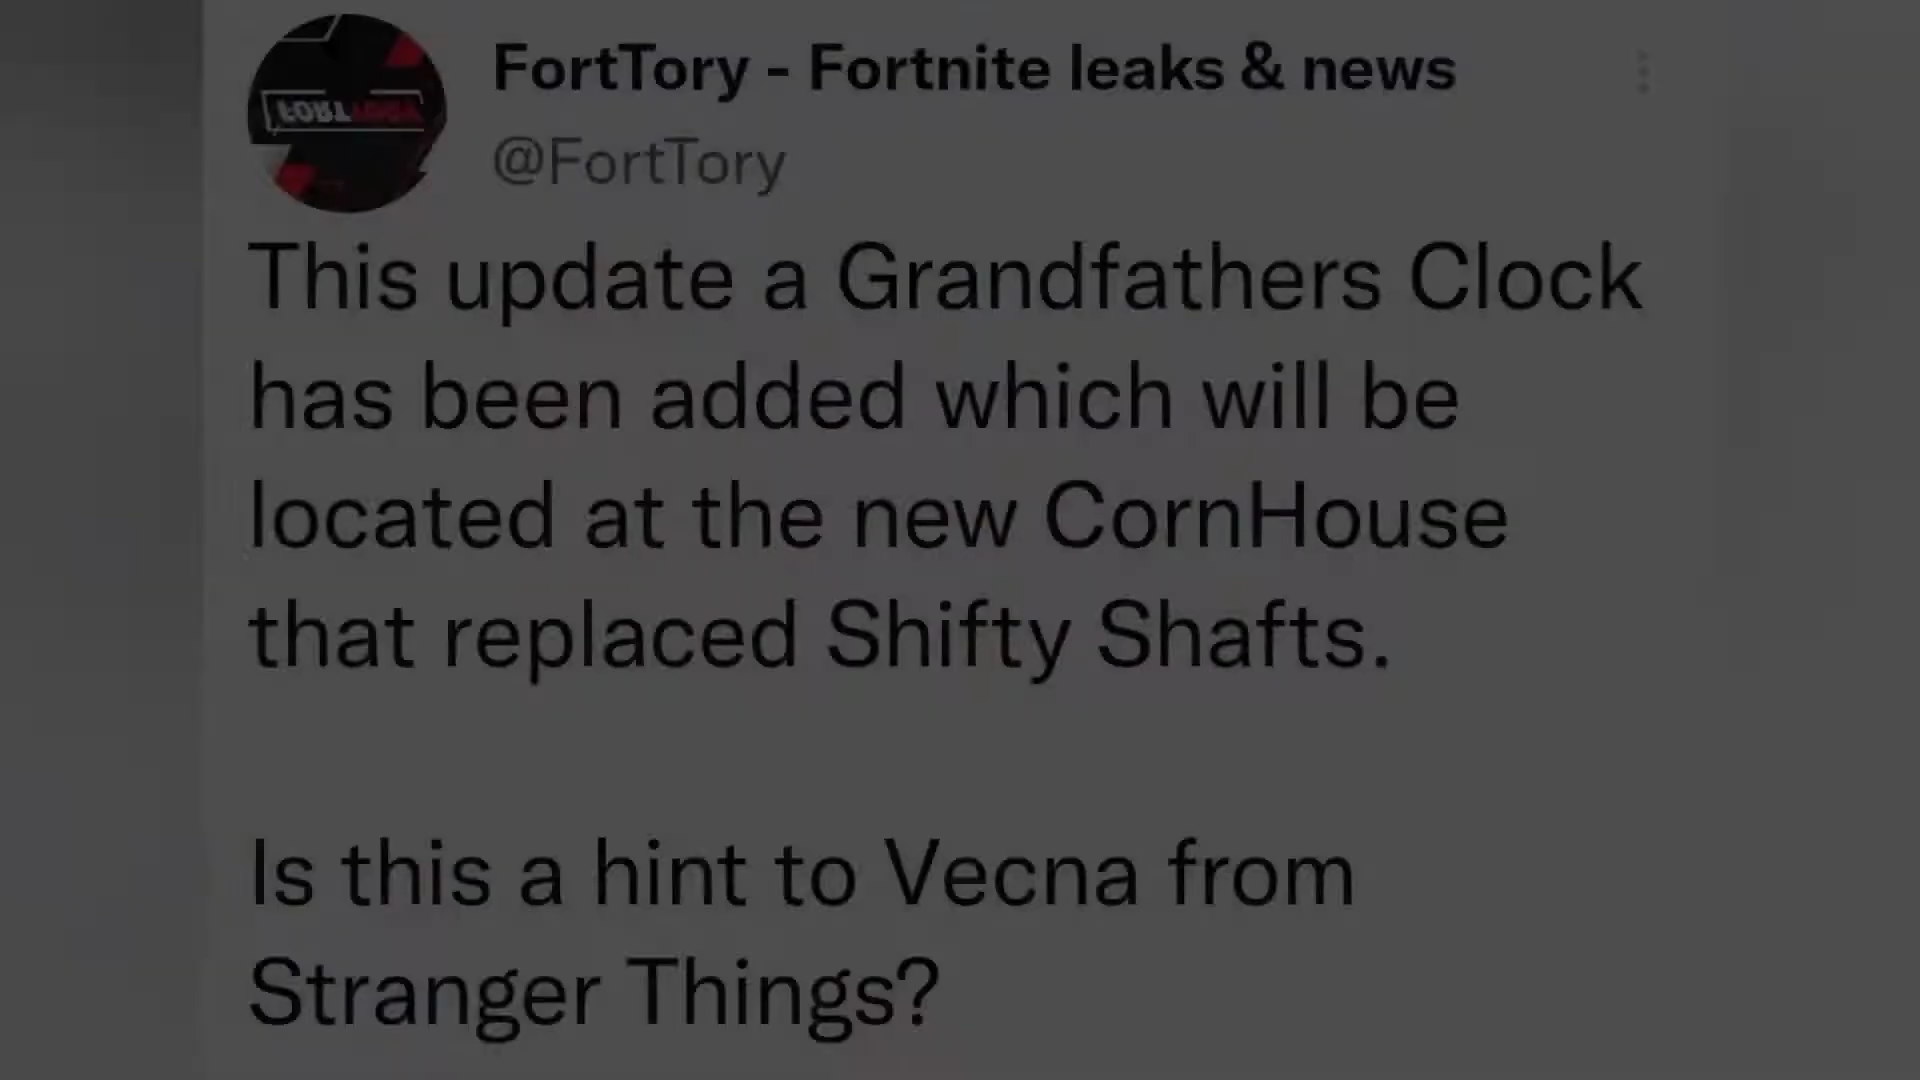 FortTory - Fortnite leaks & news
@FortTory
This update a Grandfathers Clock
has been added which will be
located at the new CornHouse
that replaced Shifty Shafts.
Is this a hint to Vecna from
Stranger Things?